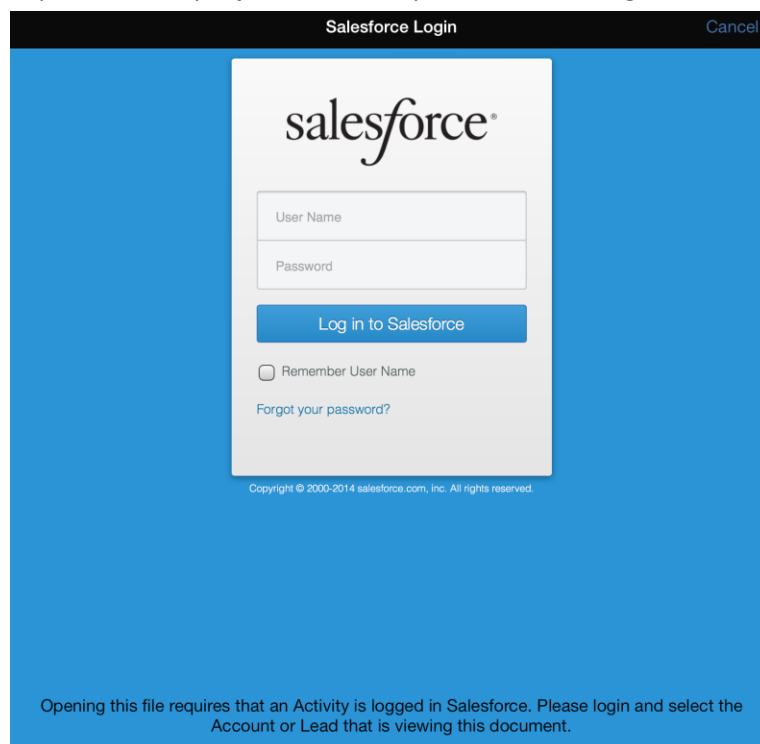 Salesforce Login
Cancel
salesforce®
User Name
Password
Log in to Salesforce
Remember User Name
Forgot your password?
Copyright © 2000-2014 salesforce.com, inc. All rights reserved.
Opening this file requires that an Activity is logged in Salesforce. Please login and select the
Account or Lead that is viewing this document.